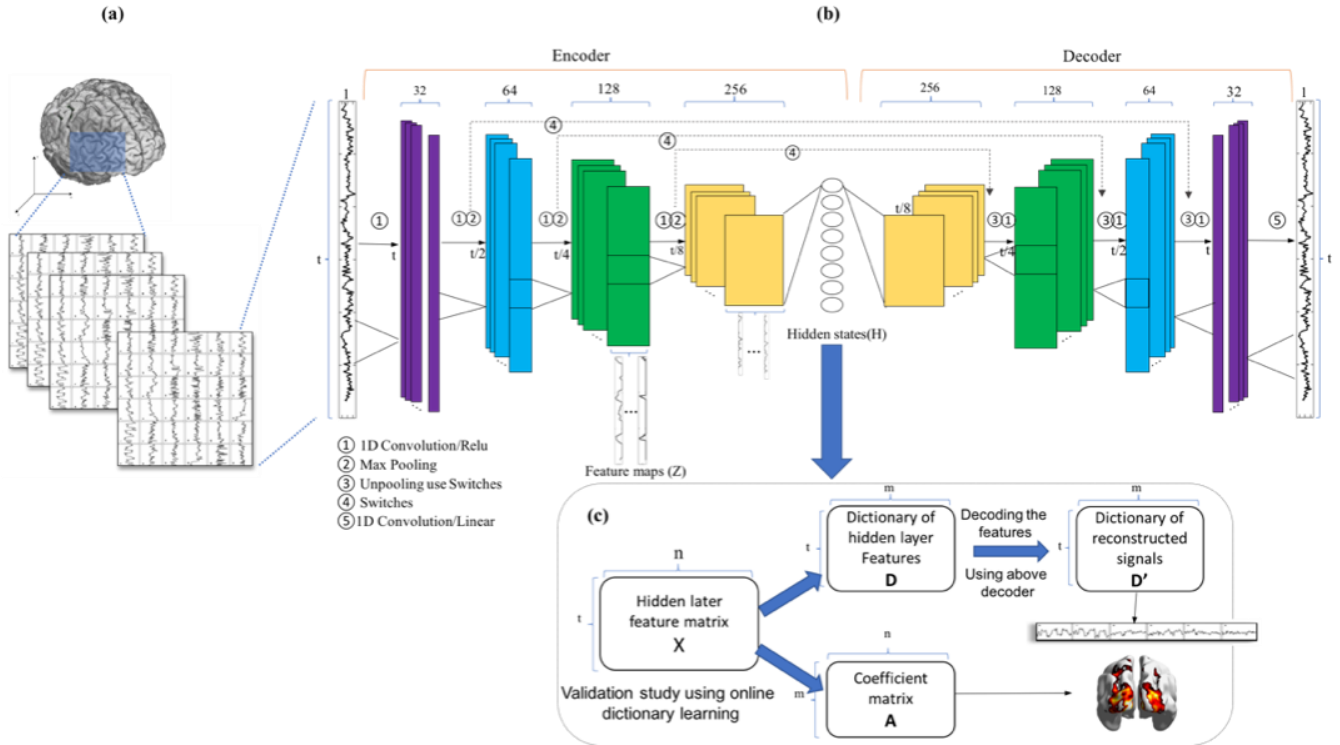 (a)
(b)
Encoder
Decoder
1
32
64
128
256
256
128
64
32
1
④
④
④
t
①
t
①②
t/2
①②
t/4
①②
t/8
t/8
③①
t/4
③①
t/2
③①
t
⑤
t
Hidden states(H)
Feature maps (Z)
① 1D Convolution/Relu
② Max Pooling
③ Unpooling use Switches
④ Switches
⑤ 1D Convolution/Linear
(c)
n
t
Hidden later
feature matrix
X
Validation study using online
dictionary learning
m
t
Dictionary of
hidden layer
Features
D
Decoding the
features
Using above
decoder
m
t
Dictionary of
reconstructed
signals
D’
n
m
Coefficient
matrix
A